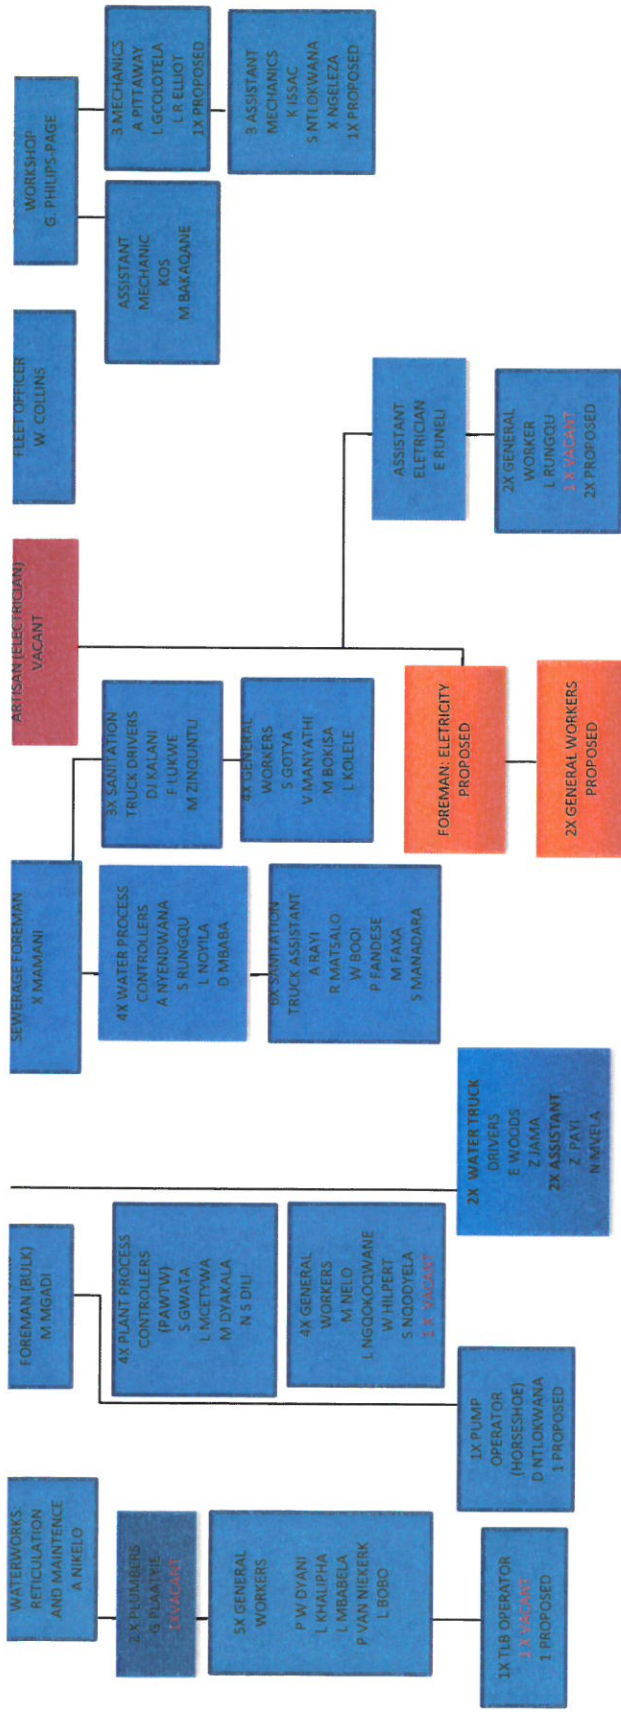 WATERWORKS:
RETICULATION
AND MAINTENCE
A NIKELO
2 X PLUMBERS
G PLAATYIE
1XVACANT
5X GENERAL
WORKERS
P W DYANI
L KHALIPHA
L MBABELA
P VAN NIEKERK
L BOBO
1X TLB OPERATOR
1 X VACANT
1 PROPOSED
FOREMAN (BULK)
M MGADI
4X PLANT PROCESS
CONTROLLERS
(PAWTW)
S GWATA
L MCETYWA
M DYAKALA
N S DILI
4X GENERAL
WORKERS
M NELO
L NGQOKOQWANE
W HILPERT
S NQODYELA
1 X VACANT
1X PUMP
OPERATOR
(HORSESHOE)
D NTLOKWANA
1 PROPOSED
2X WATER TRUCK
DRIVERS
E WOODS
Z JAMA
2X ASSISTANT
Z PAYI
N MVELA
SEWERAGE FOREMAN
X MAMANI
4X WATER PROCESS
CONTROLLERS
A NYENDWANA
S RUNGQU
L NOVILA
D MBABA
6X SANITATION
TRUCK ASSISTANT
A RAYI
R MATSALO
W BOOI
P FANDESE
M FAXA
S MANADARA
3X SANITATION
TRUCK DRIVERS
DJ KALANI
F LUKWE
M ZINDUNTU
4X GENERAL
WORKERS
S GOTYA
V MANYATHI
M BOKISA
L KOLELE
ARTISAN (ELECTRICIAN)
VACANT
FOREMAN: ELETRICITY
PROPOSED
2X GENERAL WORKERS
PROPOSED
ASSISTANT
ELETRICIAN
E RUNELI
2X GENERAL
WORKER
L RUNGQU
1 X VACANT
2X PROPOSED
FLEET OFFICER
W. COLLINS
WORKSHOP
G. PHILIPS-PAGE
ASSISTANT
MECHANIC
KOS
M BAKAQANE
3 MECHANICS
A PITTAWAY
L GCOLOTELA
L R ELLIOT
1X PROPOSED
3 ASSISTANT
MECHANICS
K ISSAC
S NTLOKWANA
X NGELEZA
1X PROPOSED